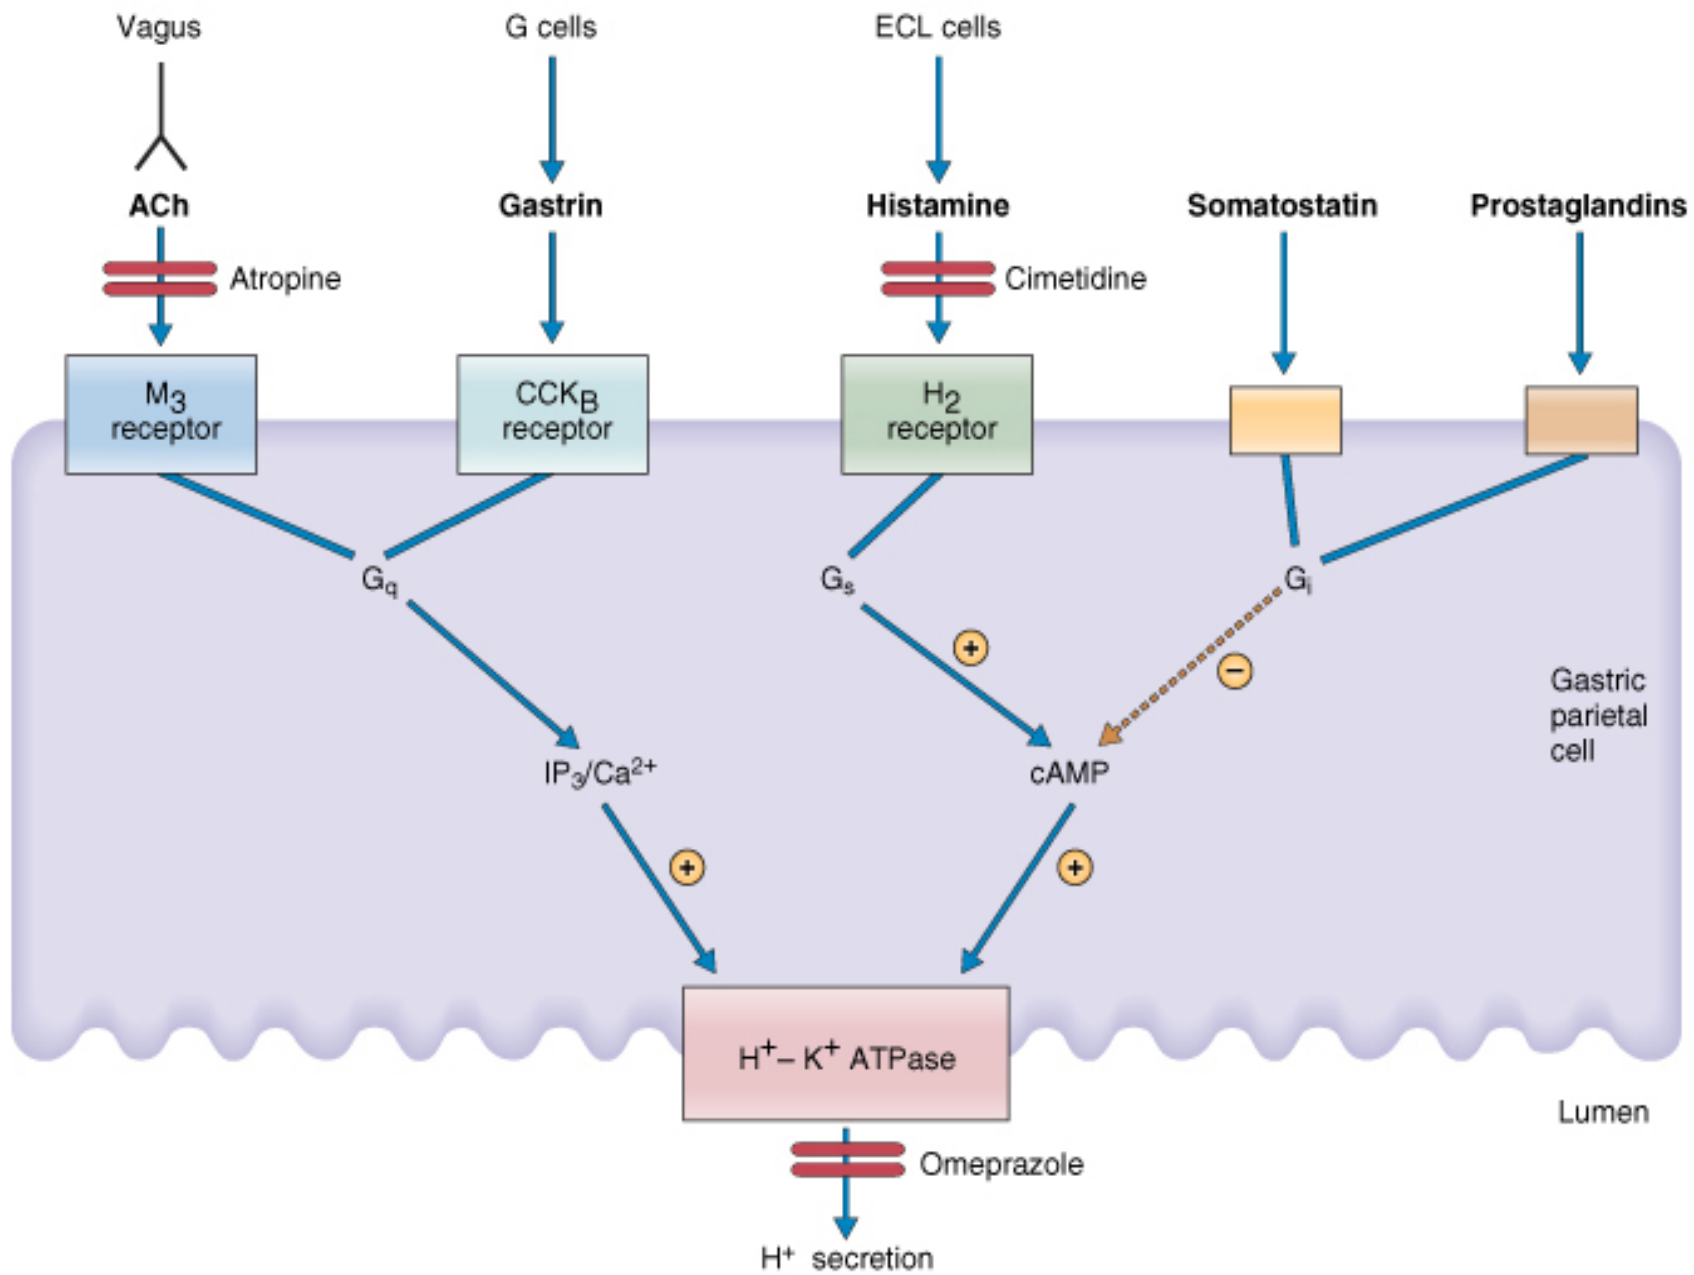 Vagus
G cells
ECL cells
ACh
Gastrin
Histamine
Somatostatin
Prostaglandins
Atropine
Cimetidine
M3
receptor
CCKB
receptor
H2
receptor
Gq
Gs
Gi
+
−
Gastric
parietal
cell
IP3/Ca2+
cAMP
+
+
H+– K+ ATPase
Lumen
Omeprazole
H+ secretion